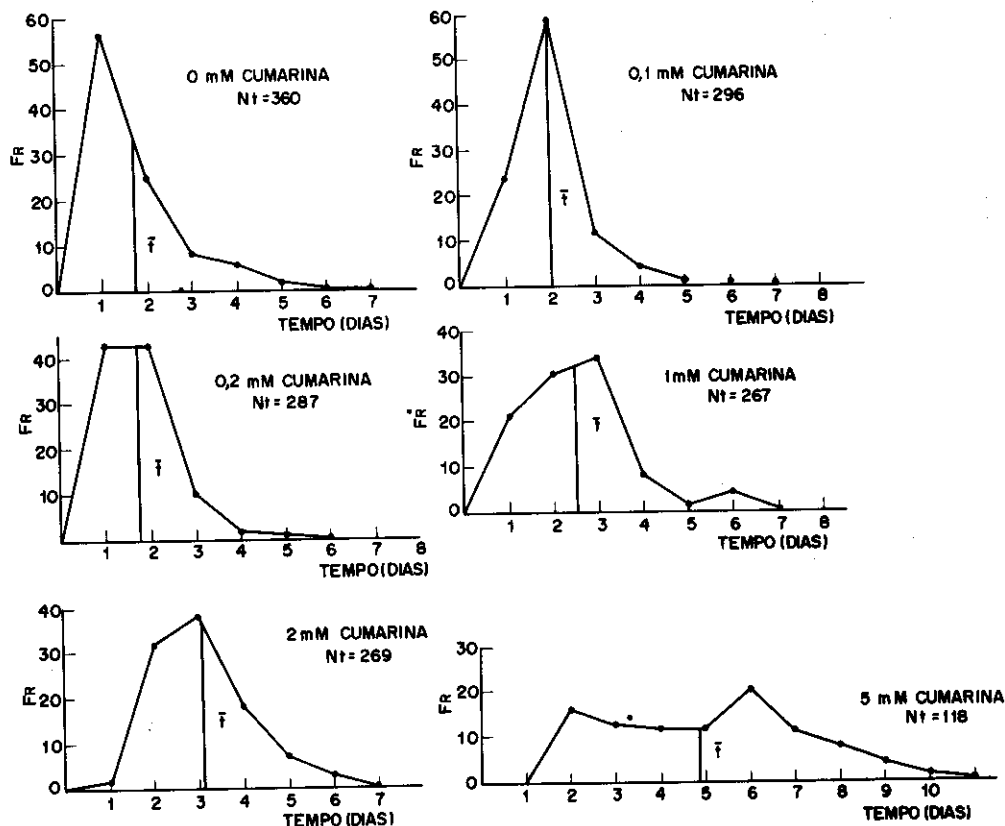 60
50
40
30
20
10
0
FR
0 mM CUMARINA
Nt=360
t̄
1 2 3 4 5 6 7
TEMPO (DIAS)
60
50
40
30
20
10
0
FR
0,1 mM CUMARINA
Nt=296
t̄
1 2 3 4 5 6 7 8
TEMPO (DIAS)
40
30
20
10
FR
0,2 mM CUMARINA
Nt=287
t̄
1 2 3 4 5 6 7 8
TEMPO (DIAS)
40
30
20
10
0
FR
1 mM CUMARINA
Nt=267
t̄
1 2 3 4 5 6 7 8
TEMPO (DIAS)
40
30
20
10
0
FR
2 mM CUMARINA
Nt=269
t̄
1 2 3 4 5 6 7 8
TEMPO (DIAS)
30
20
10
0
FR
5 mM CUMARINA
Nt=118
t̄
1 2 3 4 5 6 7 8 9 10
TEMPO (DIAS)